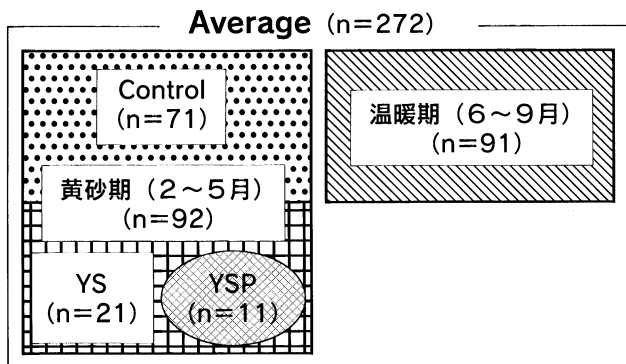 Average (n=272)
Control
(n=71)
温暖期（6～9月）
(n=91)
黄砂期（2～5月）
(n=92)
YS
(n=21)
YSP
(n=11)